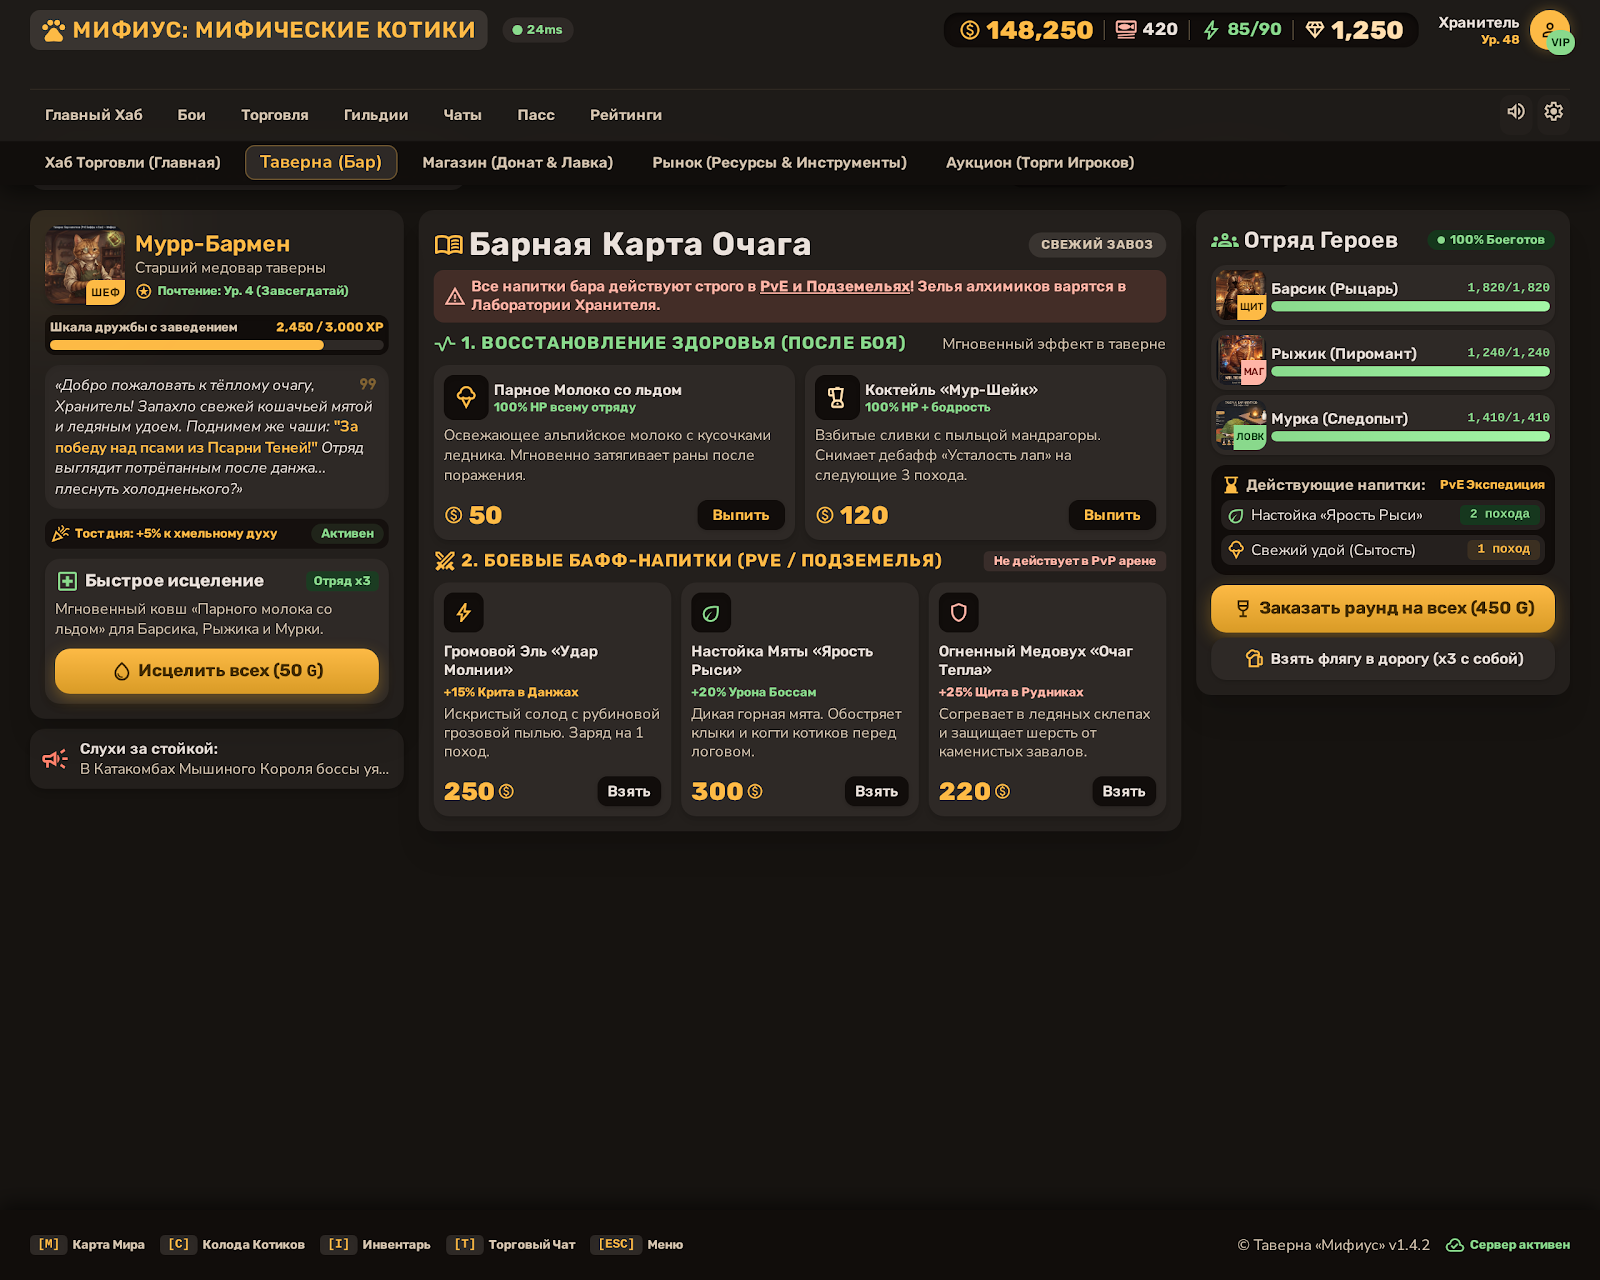 МИФИУС: МИФИЧЕСКИЕ КОТИКИ
24ms
148,250
420
85/90
1,250
Хранитель
Ур. 48
VIP
Главный Хаб
Бои
Торговля
Гильдии
Чаты
Пасс
Рейтинги
Хаб Торговли (Главная)
Таверна (Бар)
Магазин (Донат & Лавка)
Рынок (Ресурсы & Инструменты)
Аукцион (Торги Игроков)
ШЕФ
Мурр-Бармен
Старший медовар таверны
Почтение: Ур. 4 (Завсегдатай)
Шкала дружбы с заведением
2,450 / 3,000 XP
«Добро пожаловать к тёплому очагу,
Хранитель! Запахло свежей кошачьей мятой
и ледяным удоем. Поднимем же чаши: "За
победу над псами из Псарни Теней!" Отряд
выглядит потрёпанным после данжа...
плеснуть холодненького?»
Тост дня: +5% к хмельному духу
Активен
Быстрое исцеление
Отряд x3
Мгновенный ковш «Парного молока со
льдом» для Барсика, Рыжика и Мурки.
Исцелить всех (50 G)
Слухи за стойкой:
В Катакомбах Мышиного Короля боссы уя...
Барная Карта Очага
СВЕЖИЙ ЗАВОЗ
Все напитки бара действуют строго в PvE и Подземельях! Зелья алхимиков варятся в
Лаборатории Хранителя.
1. ВОССТАНОВЛЕНИЕ ЗДОРОВЬЯ (ПОСЛЕ БОЯ)
Мгновенный эффект в таверне
Парное Молоко со льдом
100% HP всему отряду
Освежающее альпийское молоко с кусочками
ледника. Мгновенно затягивает раны после
поражения.
50
Выпить
Коктейль «Мур-Шейк»
100% HP + бодрость
Взбитые сливки с пыльцой мандрагоры.
Снимает дебафф «Усталость лап» на
следующие 3 похода.
120
Выпить
2. БОЕВЫЕ БАФФ-НАПИТКИ (PVE / ПОДЗЕМЕЛЬЯ)
Не действует в PvP арене
Громовой Эль «Удар
Молнии»
+15% Крита в Данжах
Искристый солод с рубиновой
грозовой пылью. Заряд на 1
поход.
250
Взять
Настойка Мяты «Ярость
Рыси»
+20% Урона Боссам
Дикая горная мята. Обостряет
клыки и когти котиков перед
логовом.
300
Взять
Огненный Медовух «Очаг
Тепла»
+25% Щита в Рудниках
Согревает в ледяных склепах
и защищает шерсть от
каменистых завалов.
220
Взять
Отряд Героев
100% Боеготов
ЩИТ
Барсик (Рыцарь)
1,820/1,820
МАГ
Рыжик (Пиромант)
1,240/1,240
ЛОВК
Мурка (Следопыт)
1,410/1,410
Действующие напитки:
PvE Экспедиция
Настойка «Ярость Рыси»
2 похода
Свежий удой (Сытость)
1 поход
Заказать раунд на всех (450 G)
Взять флягу в дорогу (x3 с собой)
[M] Карта Мира
[C] Колода Котиков
[I] Инвентарь
[T] Торговый Чат
[ESC] Меню
© Таверна «Мифиус» v1.4.2
Сервер активен